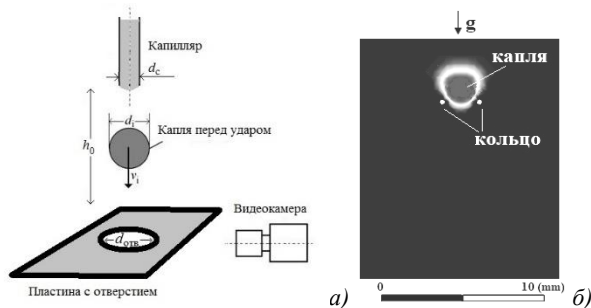 Капилляр
d_c
d_i
Капля перед ударом
h_0
v_i
Видеокамера
d_отв
Пластина с отверстием
а)
g
капля
кольцо
0 10 (mm)
б)